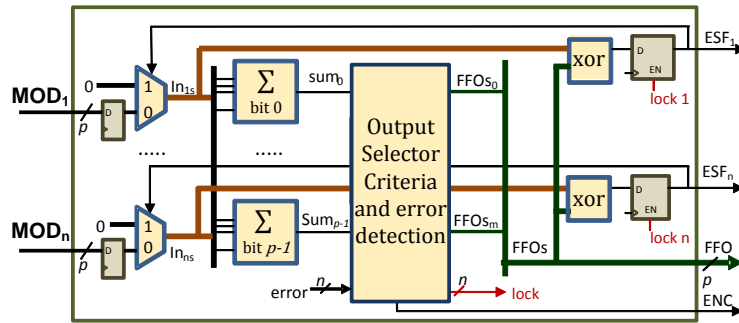 ESF1
0
1
In1s
MOD1
p
D
0
Σ
bit 0
sum0
FFOs0
xor
D
EN
lock 1
.....
.....
Output
Selector
Criteria
and error
detection
ESFn
0
1
MODn
p
D
0
Inns
Σ
bit p-1
Sump-1
FFOsm
FFOs
xor
D
EN
lock n
FFO
p
error
n
n
lock
ENC